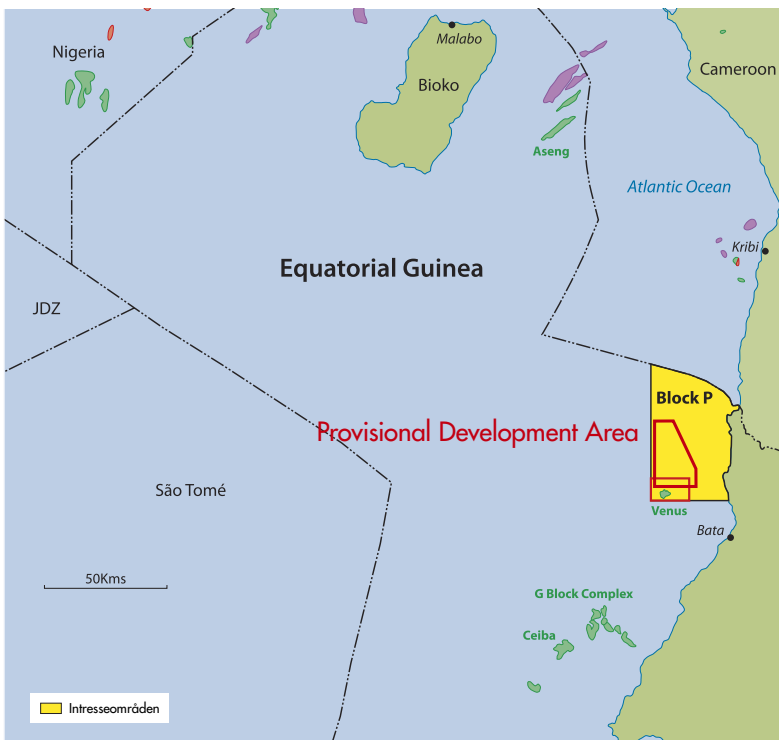 Malabo
Nigeria
Cameroon
Bioko
Aseng
Atlantic Ocean
Kribi
Equatorial Guinea
JDZ
Block P
Provisional Development Area
São Tomé
Venus
Bata
50Kms
G Block Complex
Ceiba
Intresseområden